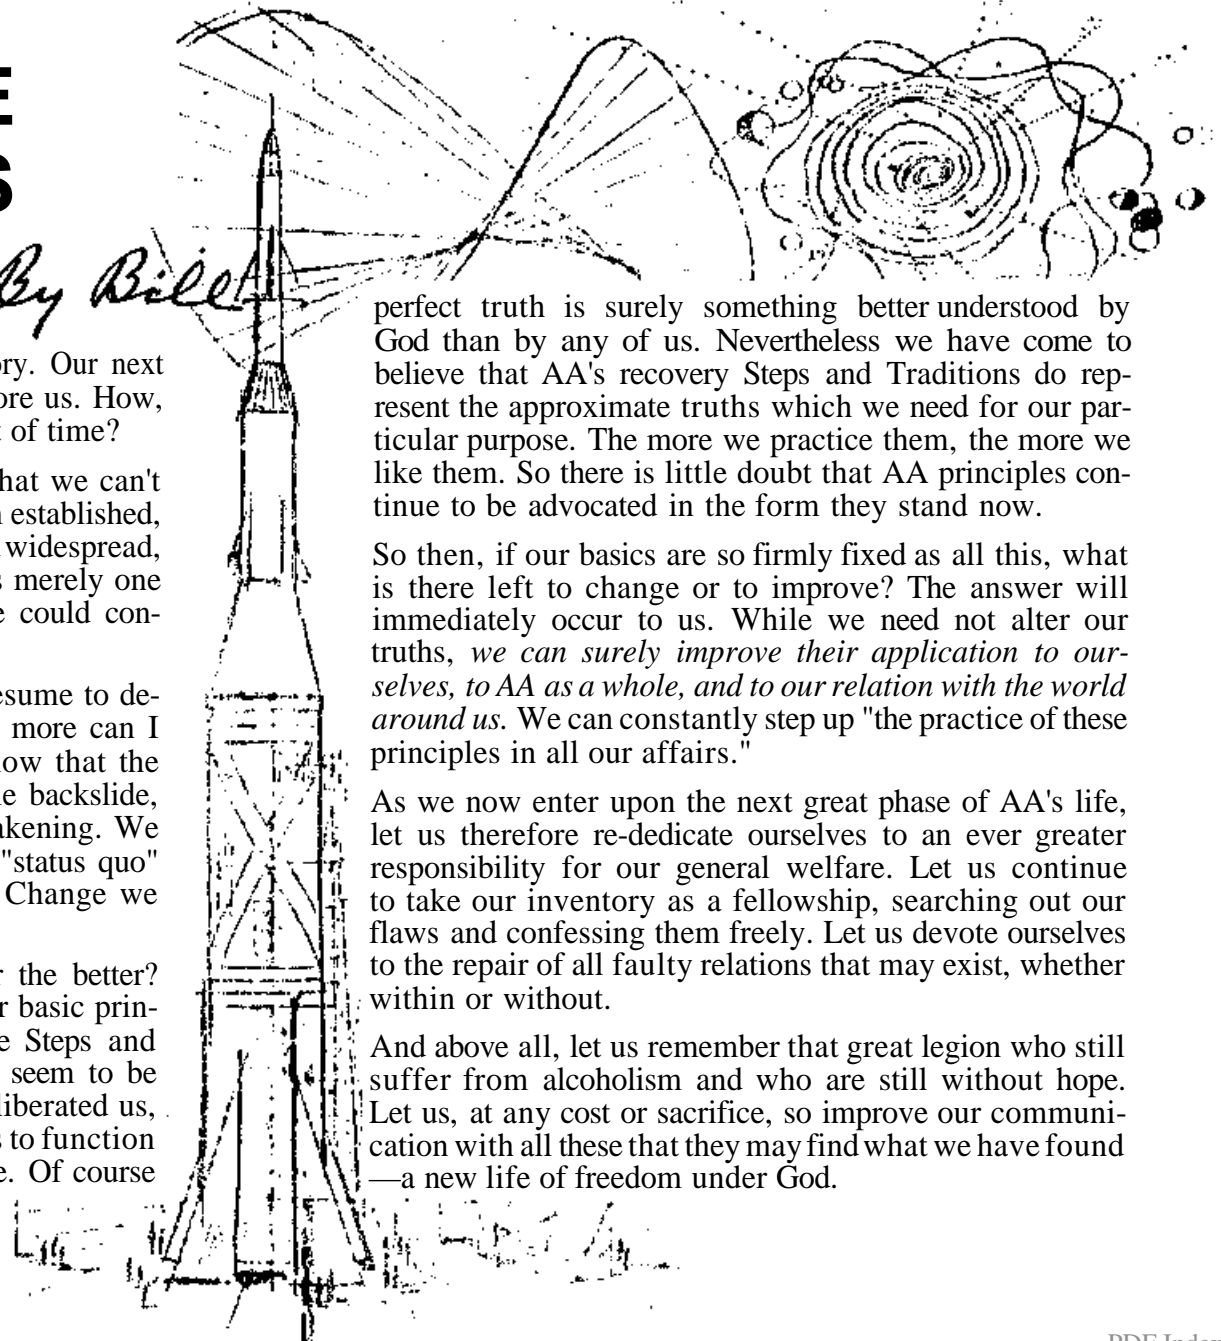 E
S
By Bill
ory. Our next
ore us. How,
t of time?
hat we can't
n established,
widespread,
s merely one
e could con-
esume to de-
more can I
now that the
ne backslide,
akening. We
"status quo"
Change we
r the better?
r basic prin-
e Steps and
seem to be
liberated us,
s to function
e. Of course
perfect truth is surely something better understood by
God than by any of us. Nevertheless we have come to
believe that AA's recovery Steps and Traditions do rep-
resent the approximate truths which we need for our par-
ticular purpose. The more we practice them, the more we
like them. So there is little doubt that AA principles con-
tinue to be advocated in the form they stand now.
So then, if our basics are so firmly fixed as all this, what
is there left to change or to improve? The answer will
immediately occur to us. While we need not alter our
truths, we can surely improve their application to our-
selves, to AA as a whole, and to our relation with the world
around us. We can constantly step up "the practice of these
principles in all our affairs."
As we now enter upon the next great phase of AA's life,
let us therefore re-dedicate ourselves to an ever greater
responsibility for our general welfare. Let us continue
to take our inventory as a fellowship, searching out our
flaws and confessing them freely. Let us devote ourselves
to the repair of all faulty relations that may exist, whether
within or without.
And above all, let us remember that great legion who still
suffer from alcoholism and who are still without hope.
Let us, at any cost or sacrifice, so improve our communi-
cation with all these that they may find what we have found
—a new life of freedom under God.